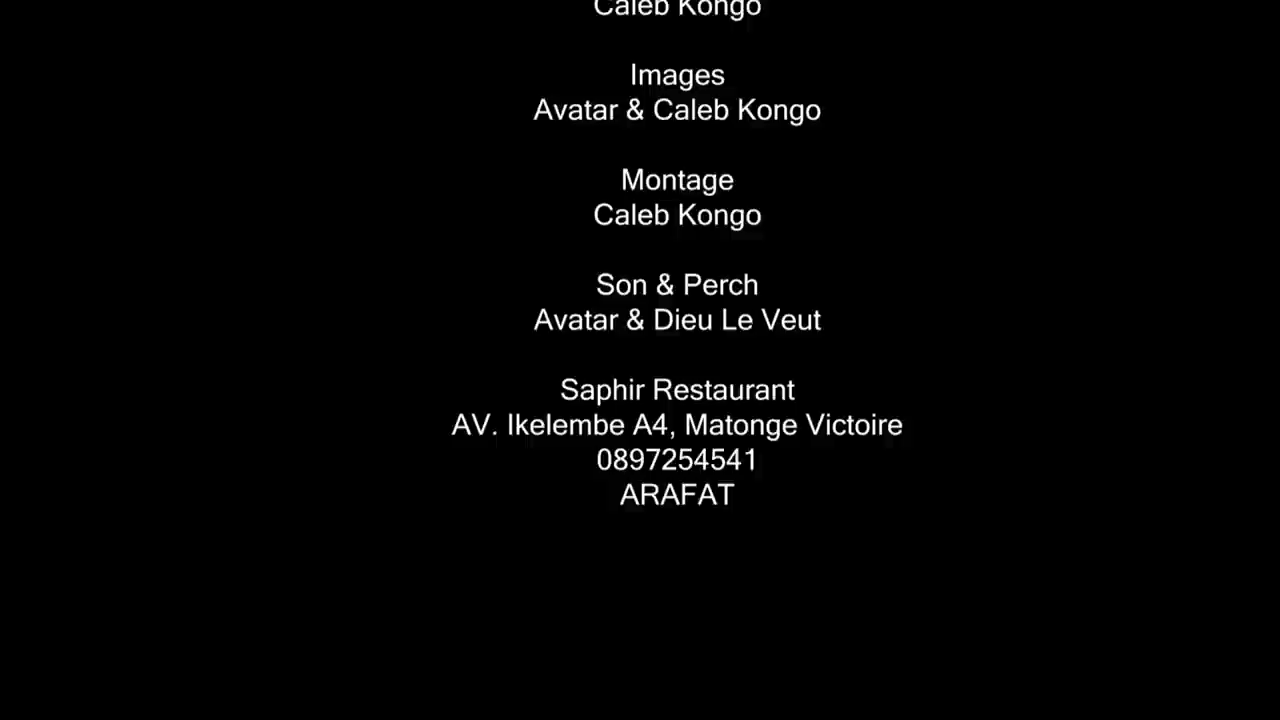 Caleb Kongo
Images
Avatar & Caleb Kongo
Montage
Caleb Kongo
Son & Perch
Avatar & Dieu Le Veut
Saphir Restaurant
AV. Ikelembe A4, Matonge Victoire
0897254541
ARAFAT